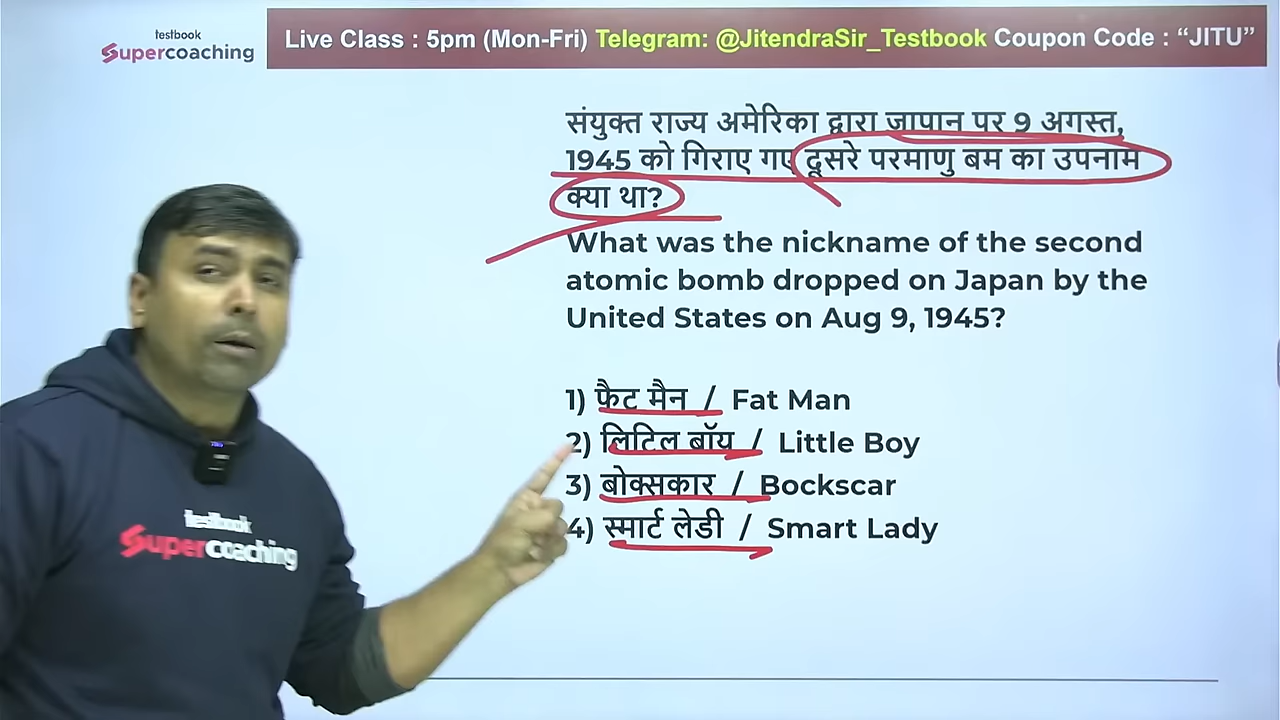 testbook
Supercoaching
Live Class : 5pm (Mon-Fri) Telegram: @JitendraSir_Testbook Coupon Code : “JITU”
संयुक्त राज्य अमेरिका द्वारा जापान पर 9 अगस्त,
1945 को गिराए गए दूसरे परमाणु बम का उपनाम
क्या था?
What was the nickname of the second
atomic bomb dropped on Japan by the
United States on Aug 9, 1945?
1) फैट मैन / Fat Man
2) लिटिल बॉय / Little Boy
3) बोक्सकार / Bockscar
4) स्मार्ट लेडी / Smart Lady
testbook
Supercoaching